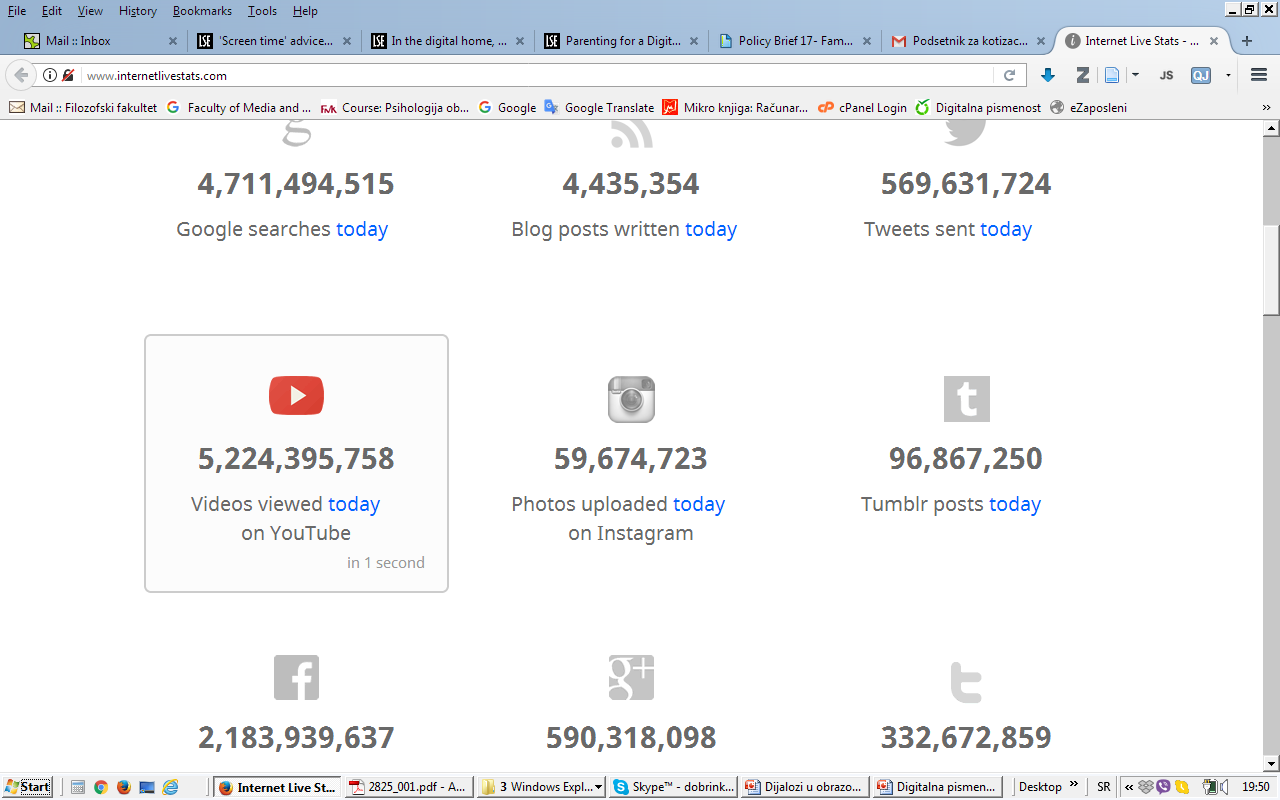 File Edit View History Bookmarks Tools Help
Mail :: Inbox LSE 'Screen time' advice... LSE In the digital home, ... LSE Parenting for a Digit... Policy Brief 17- Fam... Podsetnik za kotizac... Internet Live Stats - ...
www.internetlivestats.com
Mail :: Filozofski fakultet Faculty of Media and ... FMK Course: Psihologija ob... Google Google Translate Mikro knjiga: Računar... cPanel Login Digitalna pismenost eZaposleni
4,711,494,515 4,435,354 569,631,724
Google searches today Blog posts written today Tweets sent today
5,224,395,758 59,674,723 96,867,250
Videos viewed today Photos uploaded today Tumblr posts today
on YouTube on Instagram
in 1 second
2,183,939,637 590,318,098 332,672,859
Start Internet Live St... 2825_001.pdf - A... 3 Windows Expl... Skype™ - dobrink... Dijalozi u obrazo... Digitalna pismen... Desktop SR 19:50